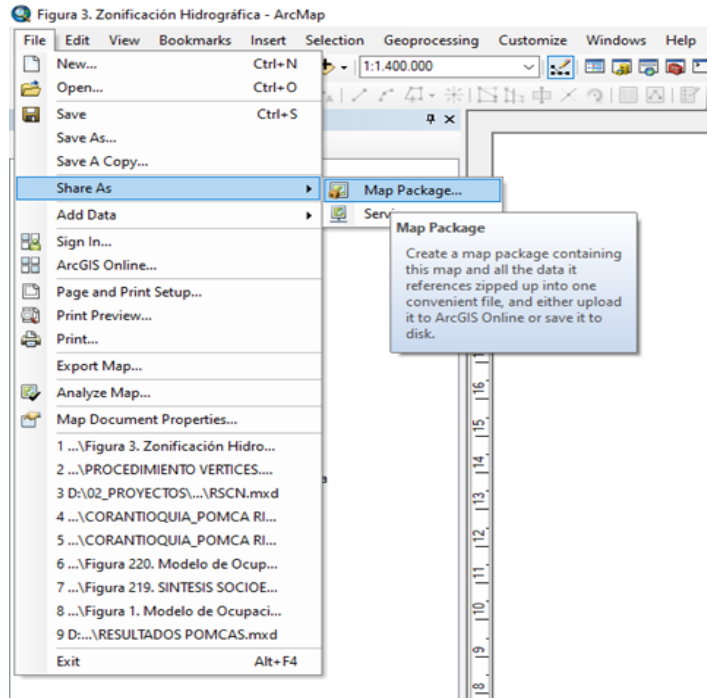 Figura 3. Zonificación Hidrográfica - ArcMap
File Edit View Bookmarks Insert Selection Geoprocessing Customize Windows Help
New... Ctrl+N
1:1.400.000
Open... Ctrl+O
Save Ctrl+S
Save As...
Save A Copy...
Share As
Map Package...
Add Data
Map Package
Create a map package containing
this map and all the data it
references zipped up into one
convenient file, and either upload
it to ArcGIS Online or save it to
disk.
Sign In...
ArcGIS Online...
Page and Print Setup...
Print Preview...
Print...
Export Map...
Analyze Map...
Map Document Properties...
1 ...\Figura 3. Zonificación Hidro...
2 ...\PROCEDIMIENTO VERTICES....
3 D:\02_PROYECTOS\...\RSCN.mxd
4 ...\CORANTIOQUIA_POMCA RI...
5 ...\CORANTIOQUIA_POMCA RI...
6 ...\Figura 220. Modelo de Ocup...
7 ...\Figura 219. SINTESIS SOCIOE...
8 ...\Figura 1. Modelo de Ocupaci...
9 D:...\RESULTADOS POMCAS.mxd
Exit Alt+F4
16
15
14
13
12
11
10
9
8